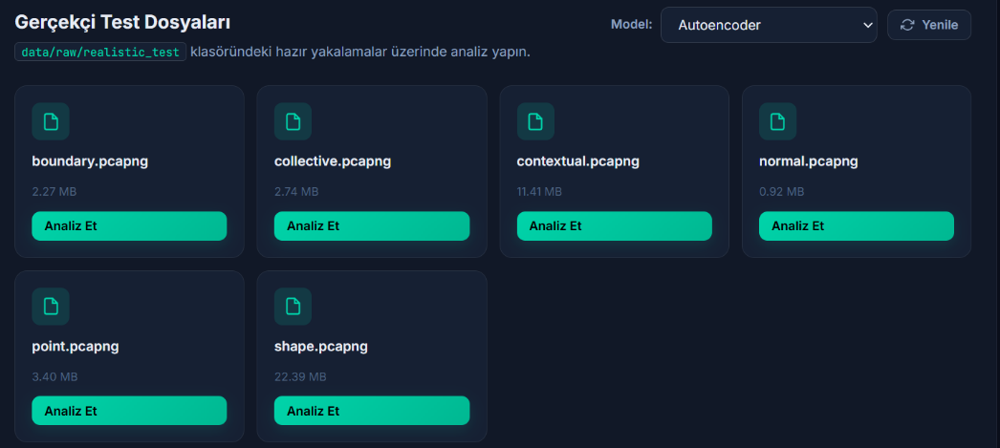 Gerçekçi Test Dosyaları
Model: Autoencoder Yenile
data/raw/realistic_test klasöründeki hazır yakalamalar üzerinde analiz yapın.
boundary.pcapng
2.27 MB
Analiz Et
collective.pcapng
2.74 MB
Analiz Et
contextual.pcapng
11.41 MB
Analiz Et
normal.pcapng
0.92 MB
Analiz Et
point.pcapng
3.40 MB
Analiz Et
shape.pcapng
22.39 MB
Analiz Et